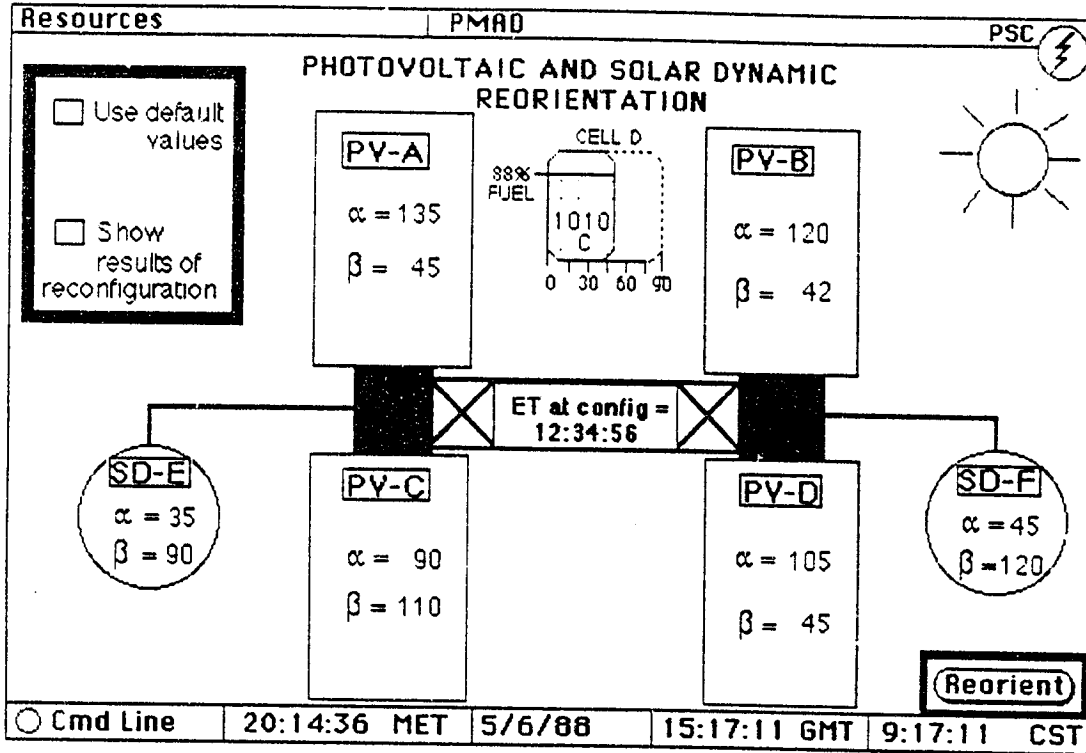 Resources PMAD PSC
PHOTOVOLTAIC AND SOLAR DYNAMIC
REORIENTATION
Use default
values
Show
results of
reconfiguration
PV-A
α = 135
β = 45
CELL D
88%
FUEL
1010
C
0 30 60 90
PV-B
α = 120
β = 42
ET at config =
12:34:56
SD-E
α = 35
β = 90
PV-C
α = 90
β = 110
PV-D
α = 105
β = 45
SD-F
α = 45
β = 120
Reorient
Cmd Line 20:14:36 MET 5/6/88 15:17:11 GMT 9:17:11 CST